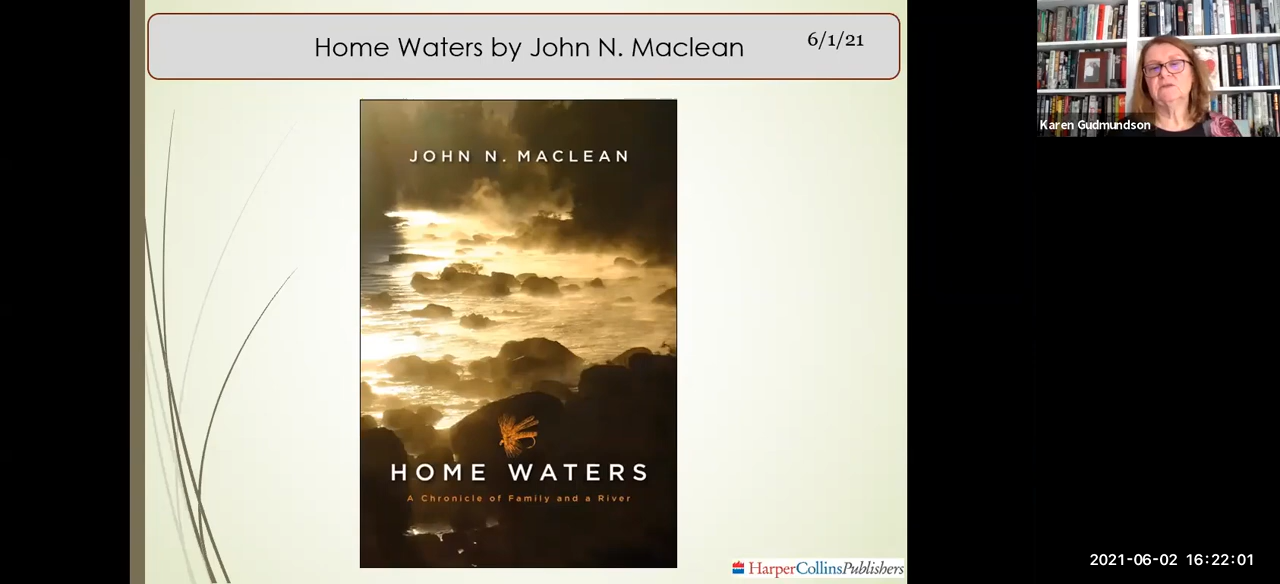 Home Waters by John N. Maclean
6/1/21
JOHN N. MACLEAN
HOME WATERS
A Chronicle of Family and a River
HarperCollinsPublishers
Karen Gudmundson
2021-06-02 16:22:01